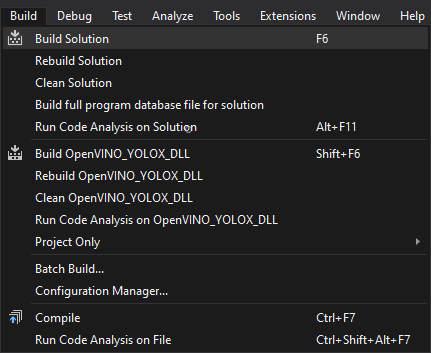 Build Debug Test Analyze Tools Extensions Window Help
Build Solution F6
Rebuild Solution
Clean Solution
Build full program database file for solution
Run Code Analysis on Solution Alt+F11
Build OpenVINO_YOLOX_DLL Shift+F6
Rebuild OpenVINO_YOLOX_DLL
Clean OpenVINO_YOLOX_DLL
Run Code Analysis on OpenVINO_YOLOX_DLL
Project Only
Batch Build...
Configuration Manager...
Compile Ctrl+F7
Run Code Analysis on File Ctrl+Shift+Alt+F7